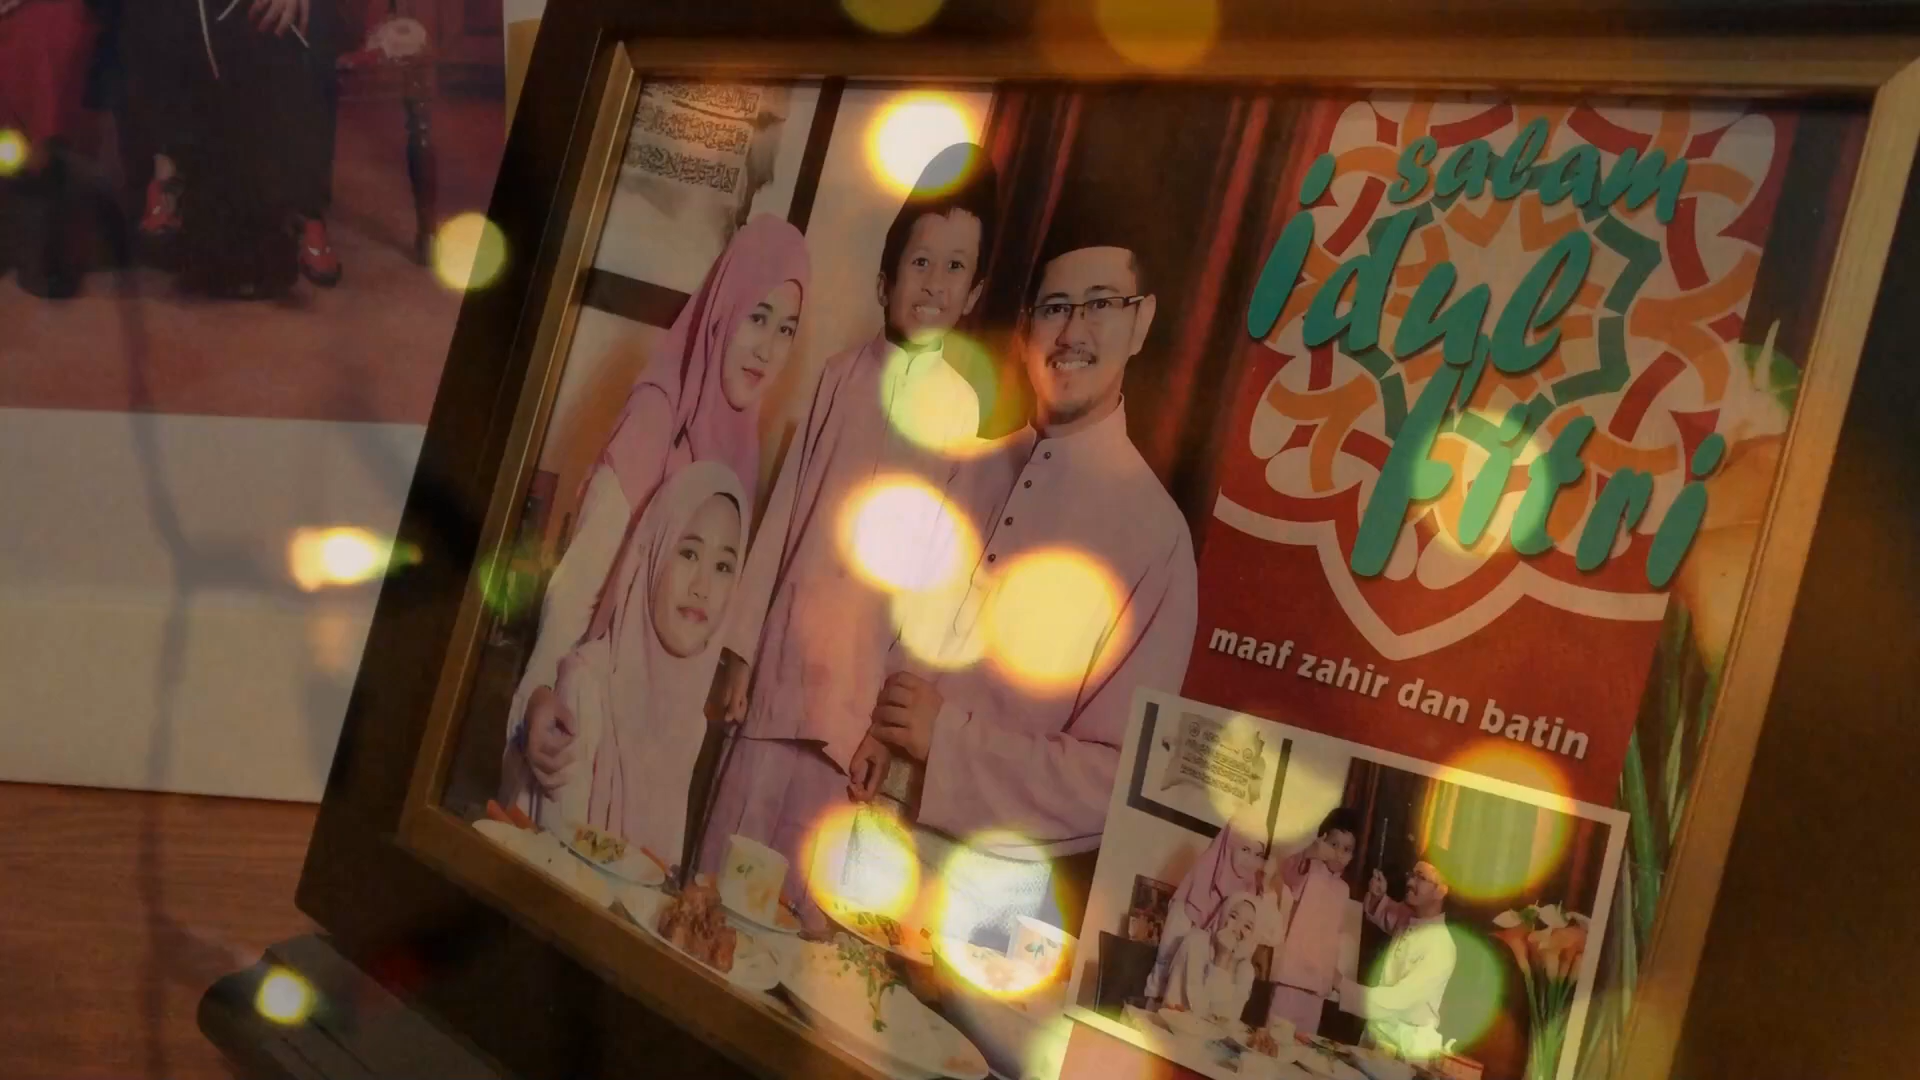 salam
idul
fitri
maaf zahir dan batin